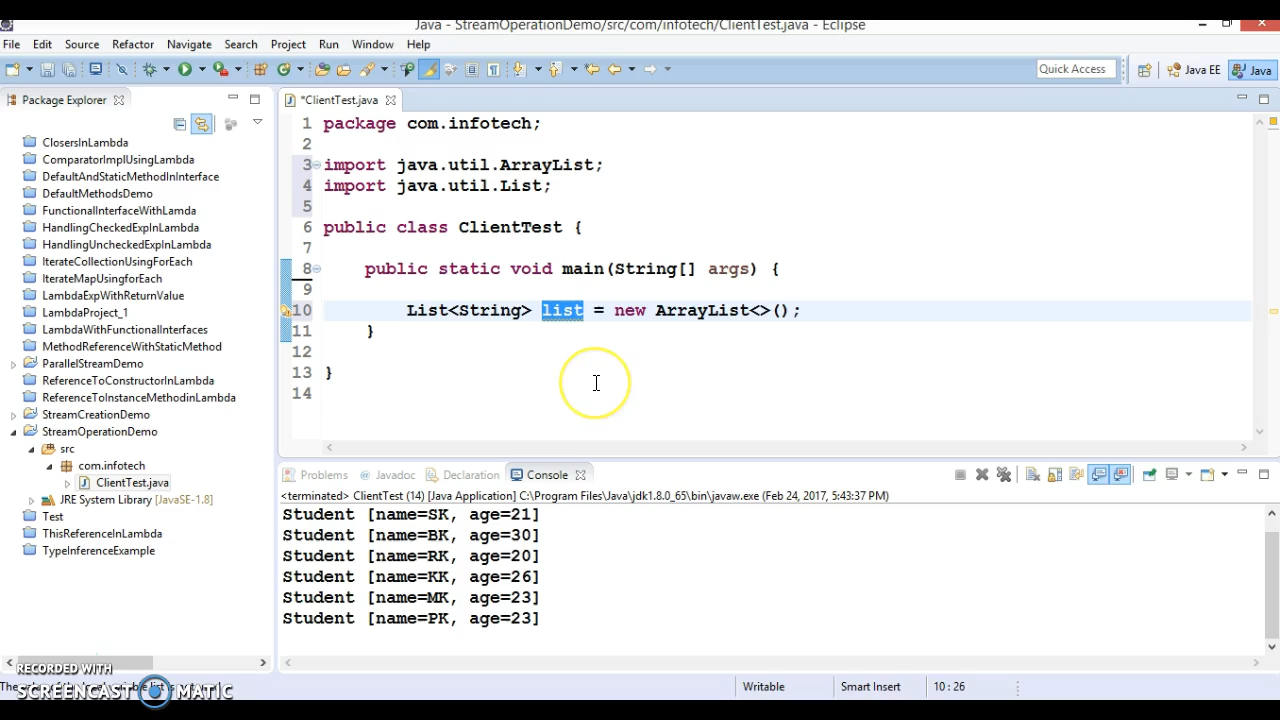 Java - StreamOperationDemo/src/com/infotech/ClientTest.java - Eclipse
File Edit Source Refactor Navigate Search Project Run Window Help
Quick Access Java EE Java
Package Explorer
*ClientTest.java
ClosersInLambda
ComparatorImplUsingLambda
DefaultAndStaticMethodInInterface
DefaultMethodsDemo
FunctionalInterfaceWithLamda
HandlingCheckedExpInLambda
HandlingUncheckedExpInLambda
IterateCollectionUsingForEach
IterateMapUsingforEach
LambdaExpWithReturnValue
LambdaProject_1
LambdaWithFunctionalInterfaces
MethodReferenceWithStaticMethod
ParallelStreamDemo
ReferenceToConstructorInLambda
ReferenceToInstanceMethodinLambda
StreamCreationDemo
StreamOperationDemo
src
com.infotech
ClientTest.java
JRE System Library [JavaSE-1.8]
Test
ThisReferenceInLambda
TypeInferenceExample
1 package com.infotech;
2
3 import java.util.ArrayList;
4 import java.util.List;
5
6 public class ClientTest {
7
8 public static void main(String[] args) {
9
10 List<String> list = new ArrayList<>();
11 }
12
13 }
14
Problems @ Javadoc Declaration Console
<terminated> ClientTest (14) [Java Application] C:\Program Files\Java\jdk1.8.0_65\bin\javaw.exe (Feb 24, 2017, 5:43:37 PM)
Student [name=SK, age=21]
Student [name=BK, age=30]
Student [name=RK, age=20]
Student [name=KK, age=26]
Student [name=MK, age=23]
Student [name=PK, age=23]
Writable Smart Insert 10 : 26
RECORDED WITH
SCREENCAST MATIC